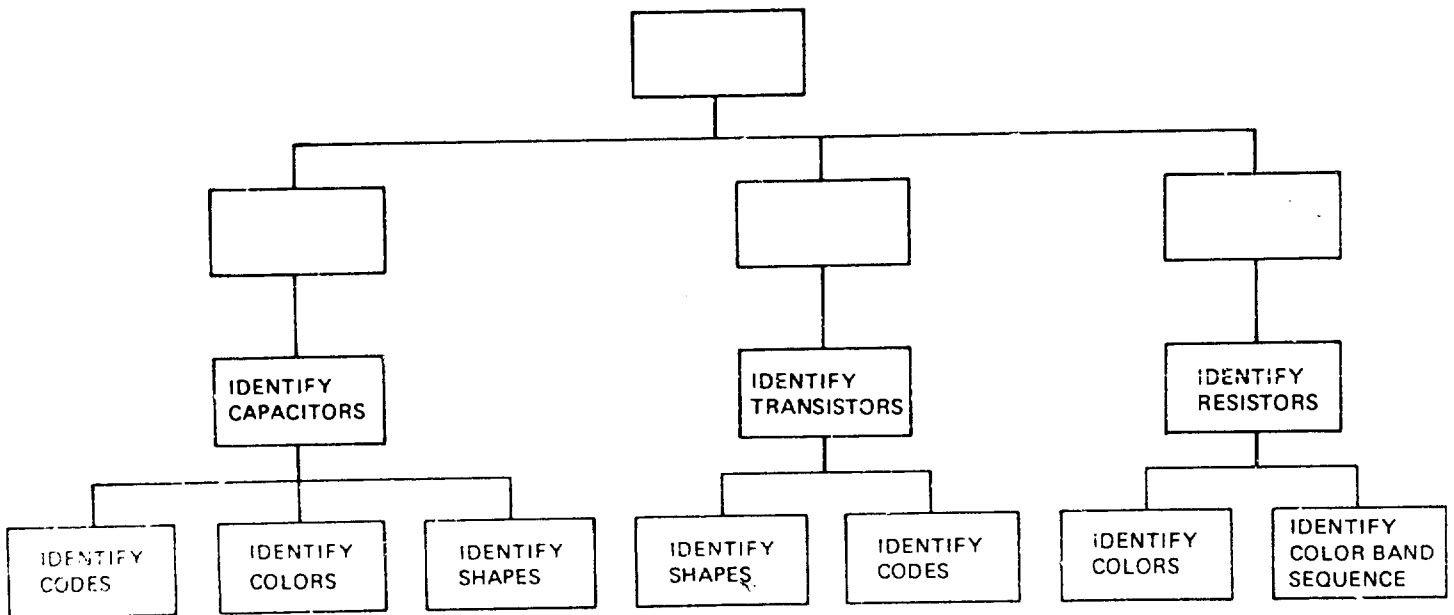 IDENTIFY
CAPACITORS
IDENTIFY
TRANSISTORS
IDENTIFY
RESISTORS
IDENTIFY
CODES
IDENTIFY
COLORS
IDENTIFY
SHAPES
IDENTIFY
SHAPES
IDENTIFY
CODES
IDENTIFY
COLORS
IDENTIFY
COLOR BAND
SEQUENCE